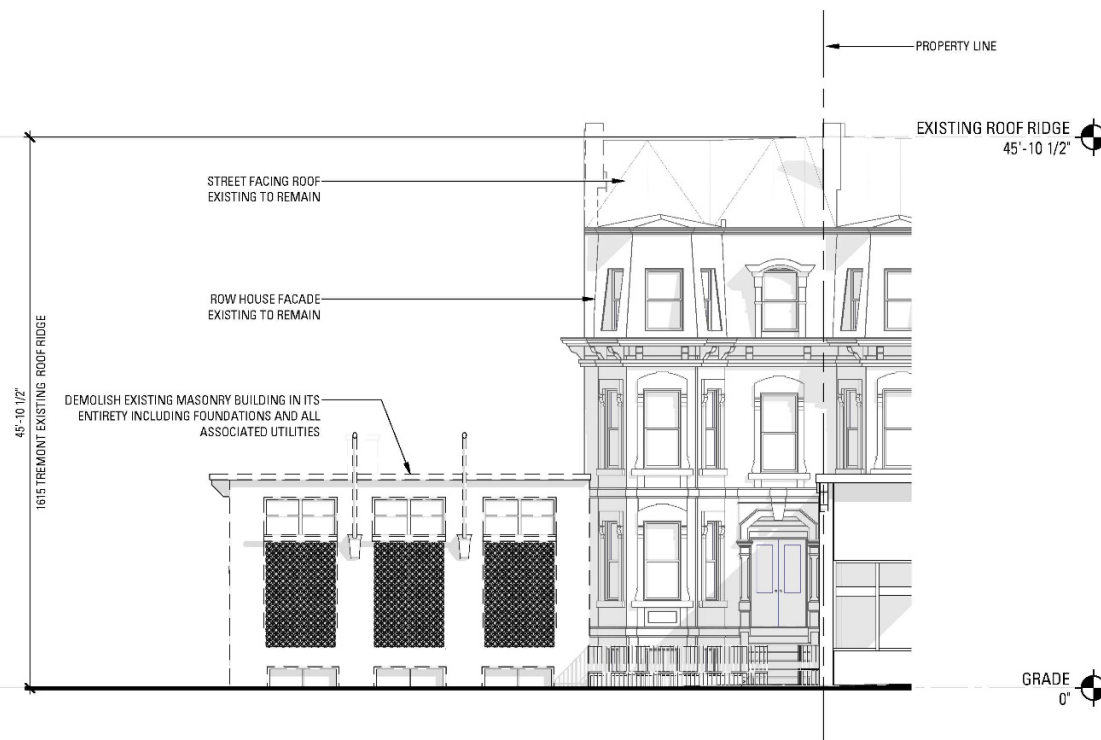 PROPERTY LINE
EXISTING ROOF RIDGE
45'-10 1/2"
STREET FACING ROOF
EXISTING TO REMAIN
ROW HOUSE FACADE
EXISTING TO REMAIN
45'-10 1/2"
1615 TREMONT EXISTING ROOF RIDGE
DEMOLISH EXISTING MASONRY BUILDING IN ITS
ENTIRETY INCLUDING FOUNDATIONS AND ALL
ASSOCIATED UTILITIES
GRADE
0"